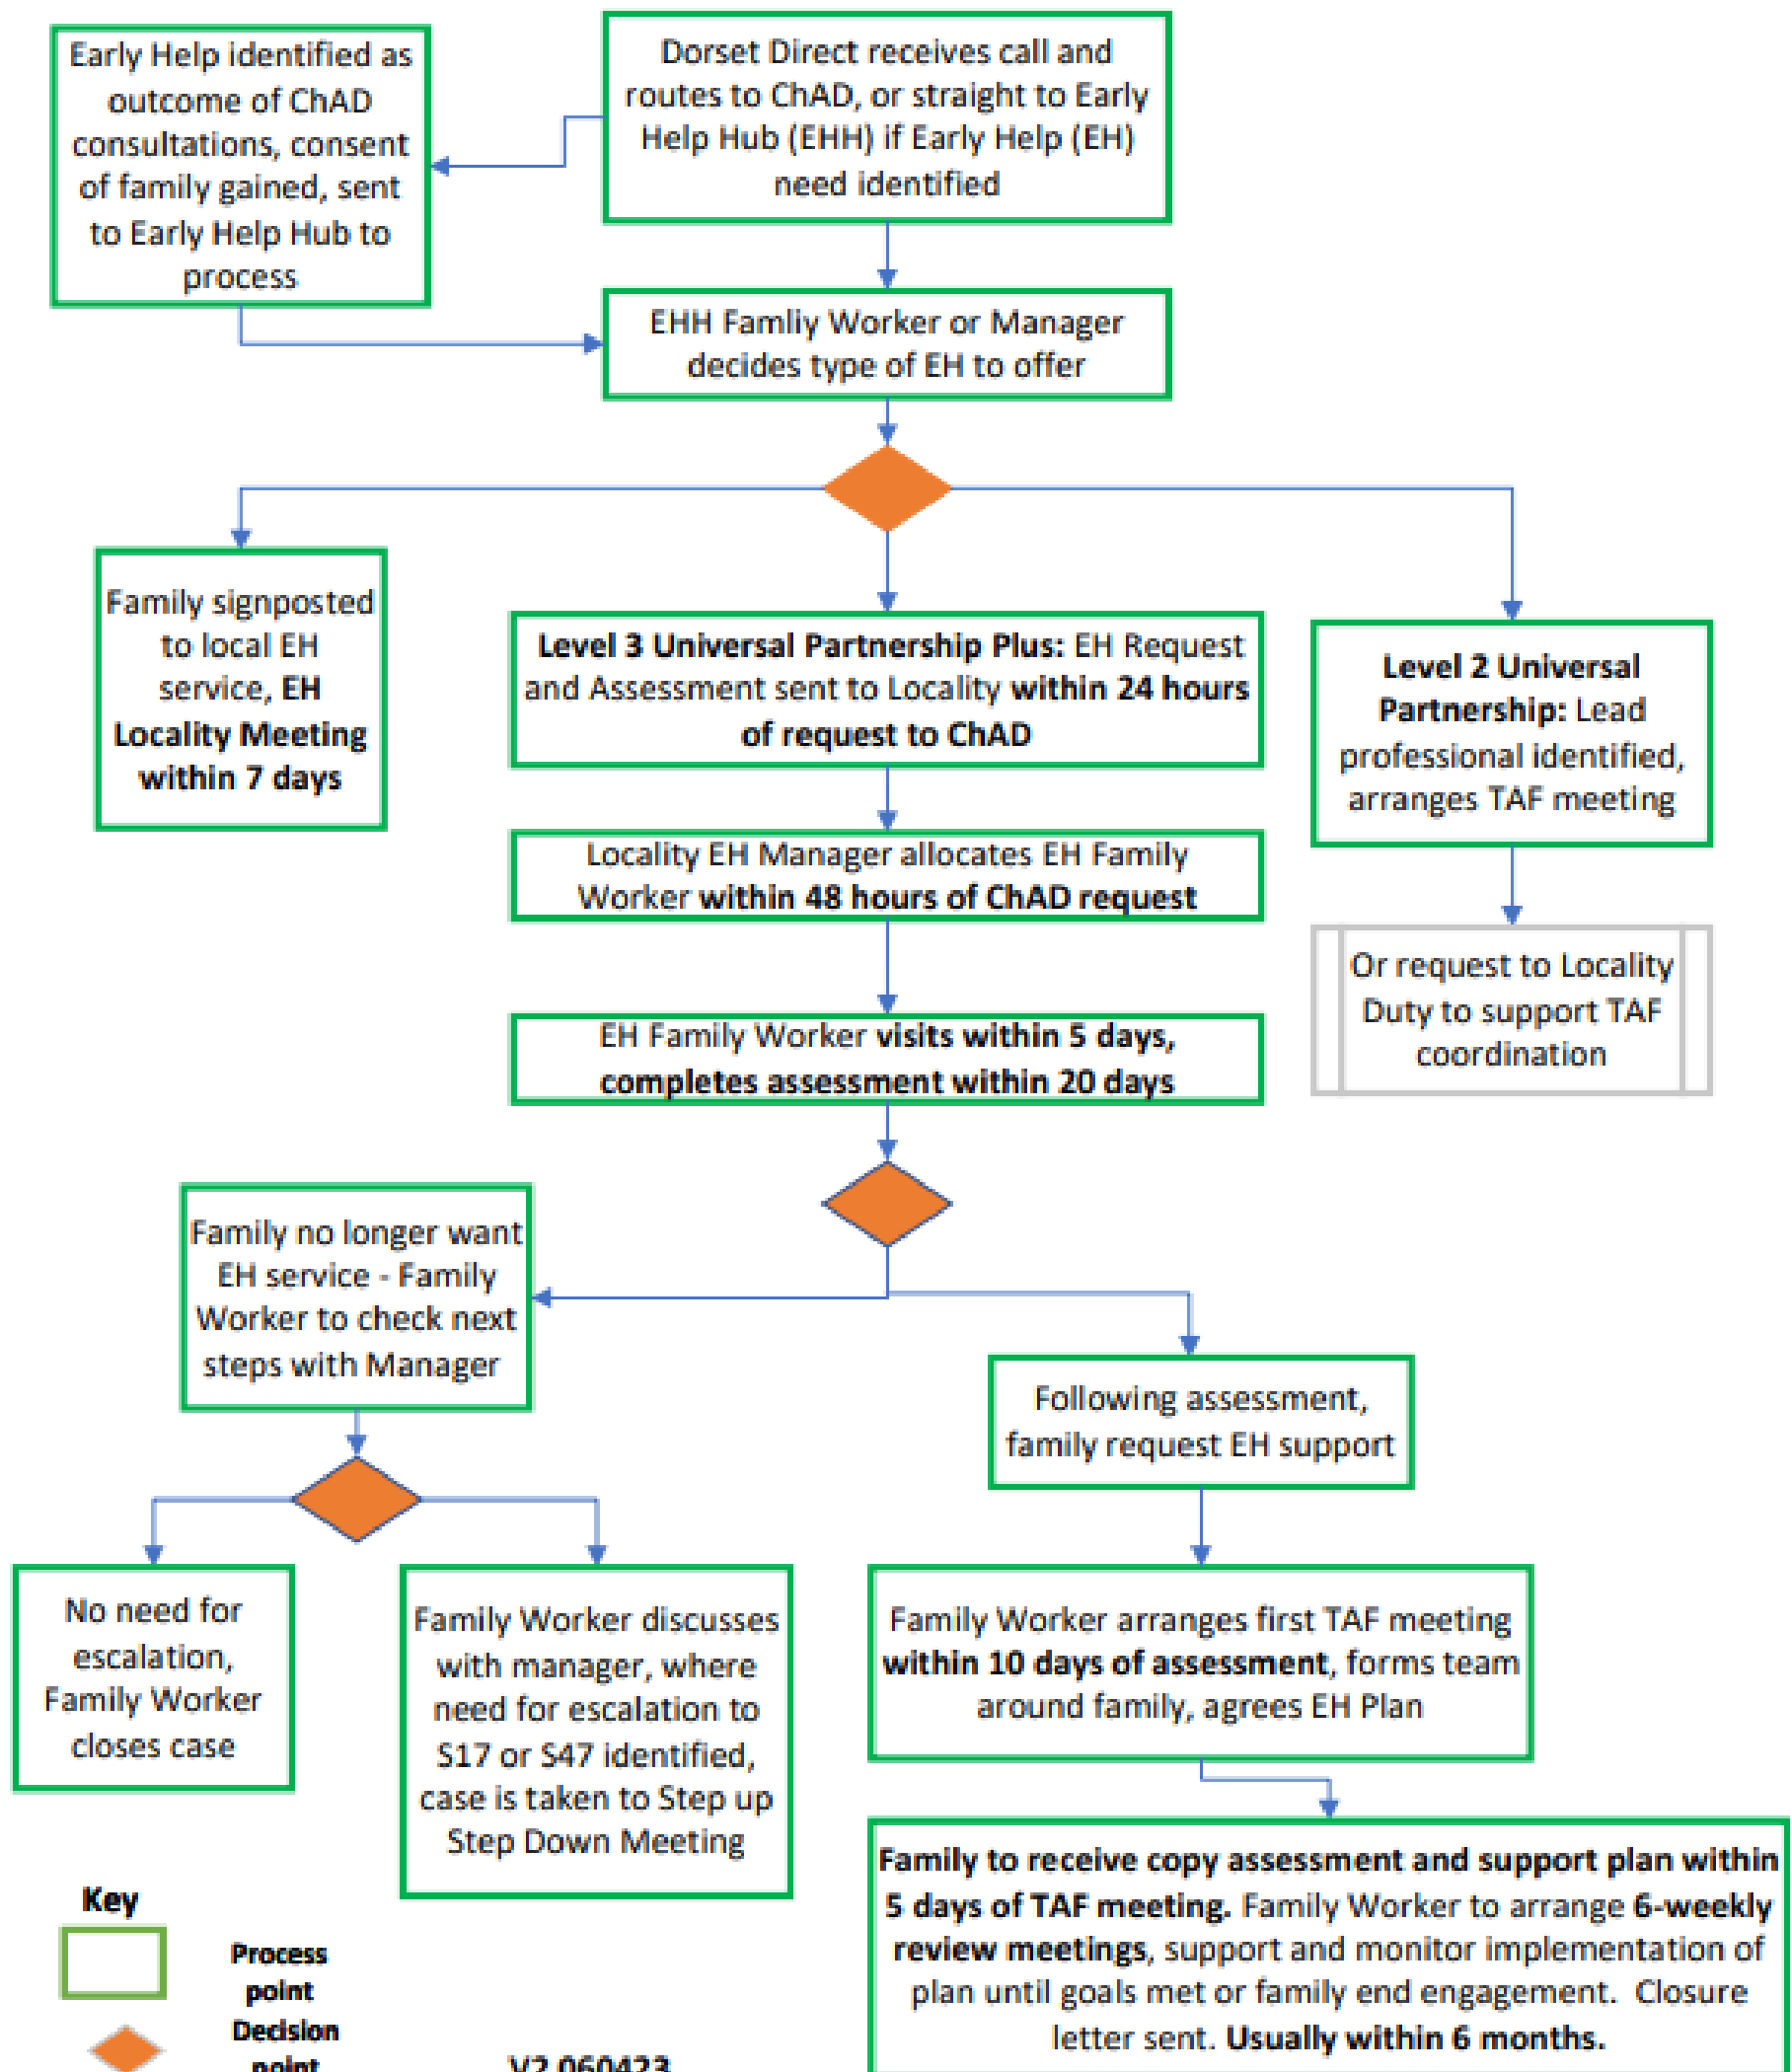 Early Help identified as
outcome of ChAD
consultations, consent
of family gained, sent
to Early Help Hub to
process
Dorset Direct receives call and
routes to ChAD, or straight to Early
Help Hub (EHH) if Early Help (EH)
need identified
EHH Famliy Worker or Manager
decides type of EH to offer
Family signposted
to local EH
service, EH
Locality Meeting
within 7 days
Level 3 Universal Partnership Plus: EH Request
and Assessment sent to Locality within 24 hours
of request to ChAD
Level 2 Universal
Partnership: Lead
professional identified,
arranges TAF meeting
Locality EH Manager allocates EH Family
Worker within 48 hours of ChAD request
Or request to Locality
Duty to support TAF
coordination
EH Family Worker visits within 5 days,
completes assessment within 20 days
Family no longer want
EH service - Family
Worker to check next
steps with Manager
Following assessment,
family request EH support
No need for
escalation,
Family Worker
closes case
Family Worker discusses
with manager, where
need for escalation to
S17 or S47 identified,
case is taken to Step up
Step Down Meeting
Family Worker arranges first TAF meeting
within 10 days of assessment, forms team
around family, agrees EH Plan
Family to receive copy assessment and support plan within
5 days of TAF meeting. Family Worker to arrange 6-weekly
review meetings, support and monitor implementation of
plan until goals met or family end engagement. Closure
letter sent. Usually within 6 months.
Key
Process
point
Decision
point
V2 060423